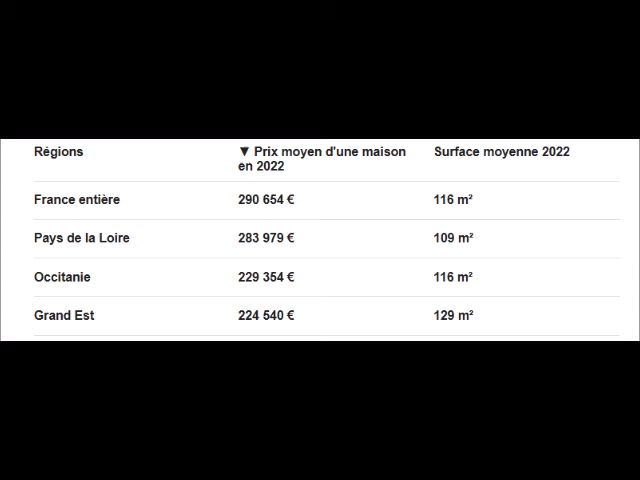 Régions ▼ Prix moyen d'une maison en 2022 Surface moyenne 2022
France entière 290 654 € 116 m²
Pays de la Loire 283 979 € 109 m²
Occitanie 229 354 € 116 m²
Grand Est 224 540 € 129 m²